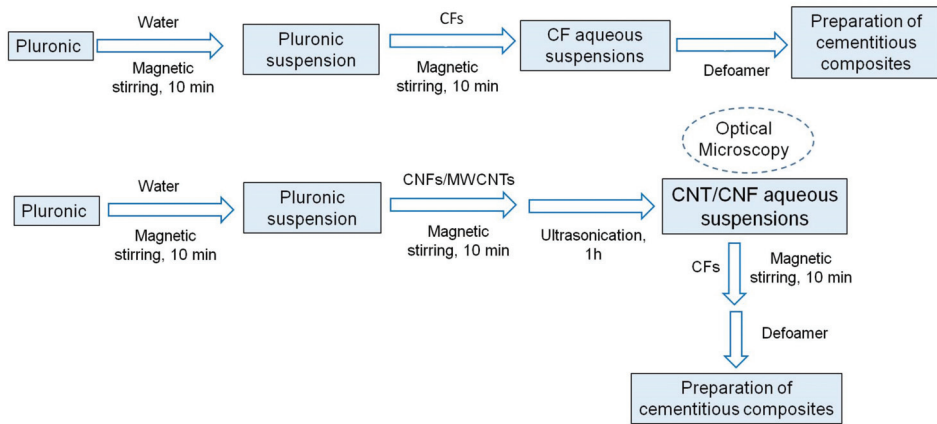 Pluronic
Water
Magnetic
stirring, 10 min
Pluronic
suspension
CFs
Magnetic
stirring, 10 min
CF aqueous
suspensions
Defoamer
Preparation of
cementitious
composites
Optical
Microscopy
Pluronic
Water
Magnetic
stirring, 10 min
Pluronic
suspension
CNFs/MWCNTs
Magnetic
stirring, 10 min
Ultrasonication,
1h
CNT/CNF aqueous
suspensions
CFs
Magnetic
stirring, 10 min
Defoamer
Preparation of
cementitious composites